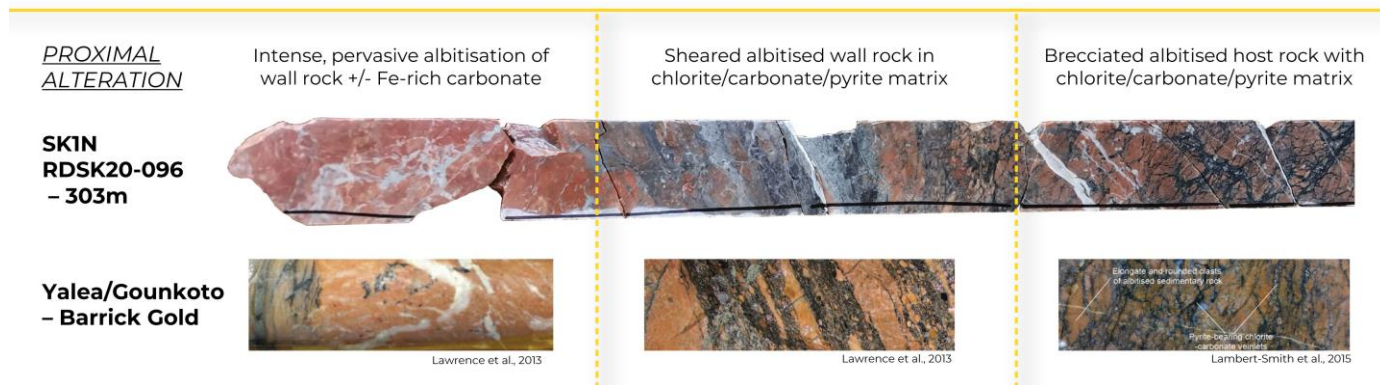 PROXIMAL
ALTERATION
Intense, pervasive albitisation of
wall rock +/- Fe-rich carbonate
Sheared albitised wall rock in
chlorite/carbonate/pyrite matrix
Brecciated albitised host rock with
chlorite/carbonate/pyrite matrix
SK1N
RDSK20-096
– 303m
Yalea/Gounkoto
– Barrick Gold
Lawrence et al., 2013
Lawrence et al., 2013
Elongate and rounded clasts
of albitised sedimentary rock
Pyrite-bearing chlorite
-carbonate veinlets
Lambert-Smith et al., 2015